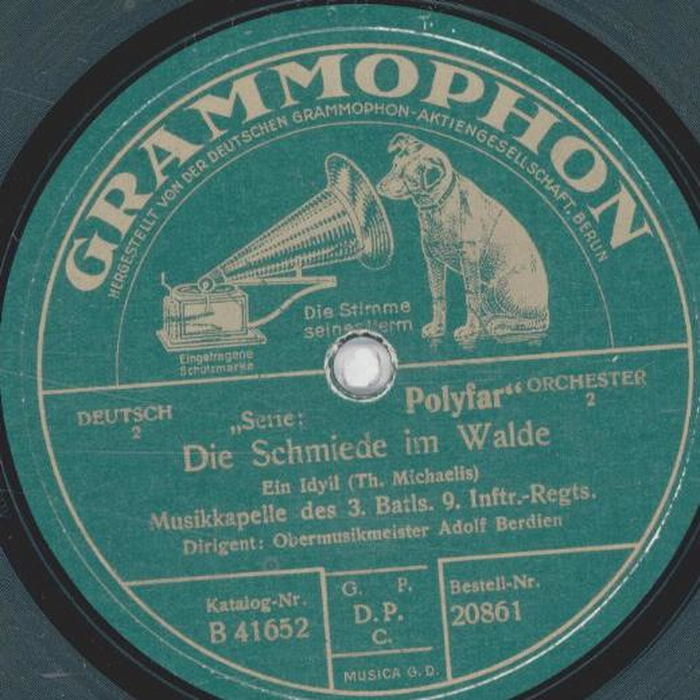 GRAMMOPHON
HERGESTELLT VON DER DEUTSCHEN GRAMMOPHON-AKTIENGESELLSCHAFT, BERLIN
Die Stimme
seines Herrn
Eingetragene
Schutzmarke
DEUTSCH
2
„Serie: Polyfar“
ORCHESTER
2
Die Schmiede im Walde
Ein Idyll (Th. Michaelis)
Musikkapelle des 3. Batls. 9. Inftr.-Regts.
Dirigent: Obermusikmeister Adolf Berdien
Katalog-Nr.
B 41652
G. P.
D.P.
C.
MUSICA G.D.
Bestell-Nr.
20861